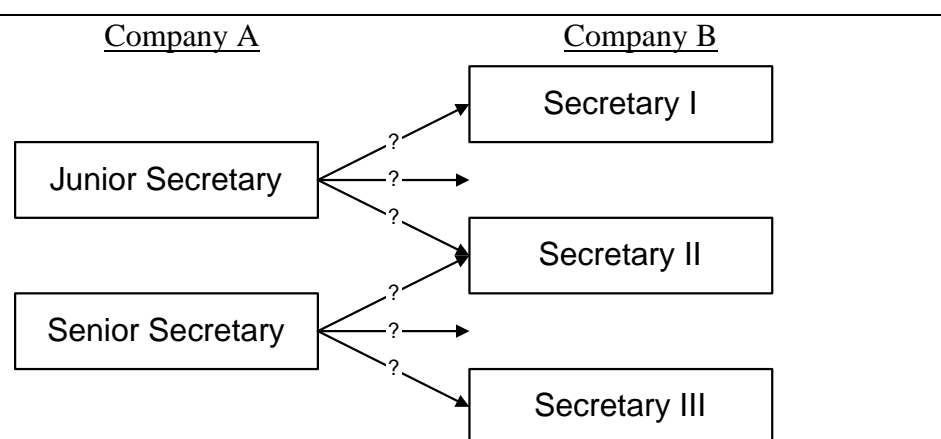 Company A Company B
Secretary I
?
Junior Secretary ?
?
Secretary II
?
Senior Secretary ?
?
Secretary III